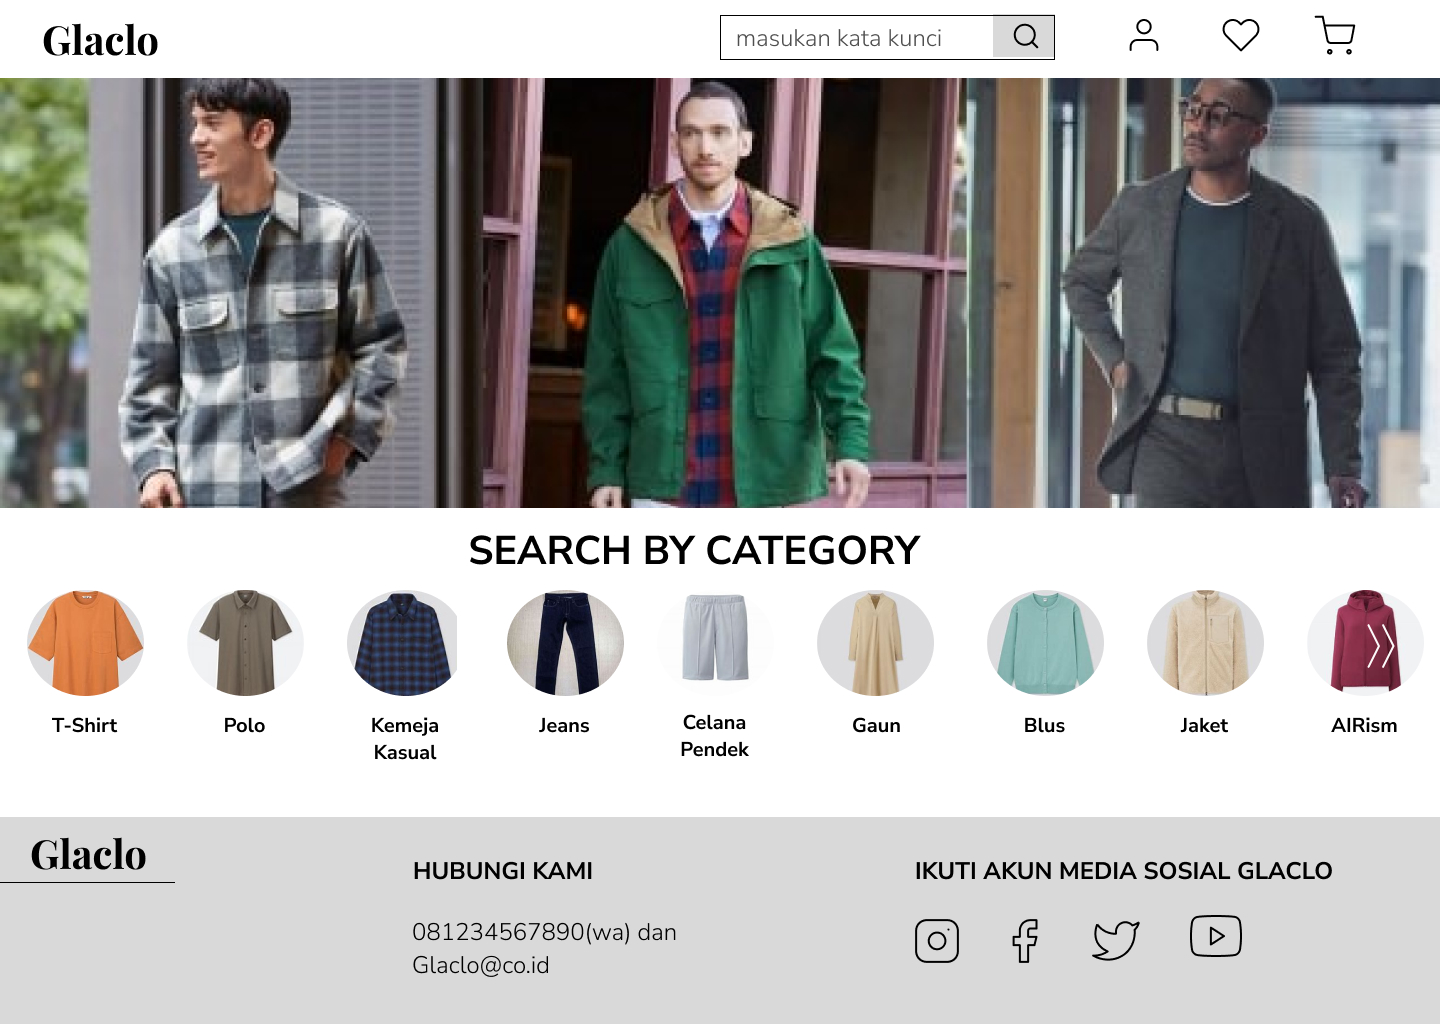 Glaclo
masukan kata kunci
SEARCH BY CATEGORY
T-Shirt
Polo
Kemeja
Kasual
Jeans
Celana
Pendek
Gaun
Blus
Jaket
AIRism
Glaclo
HUBUNGI KAMI
081234567890(wa) dan
Glaclo@co.id
IKUTI AKUN MEDIA SOSIAL GLACLO